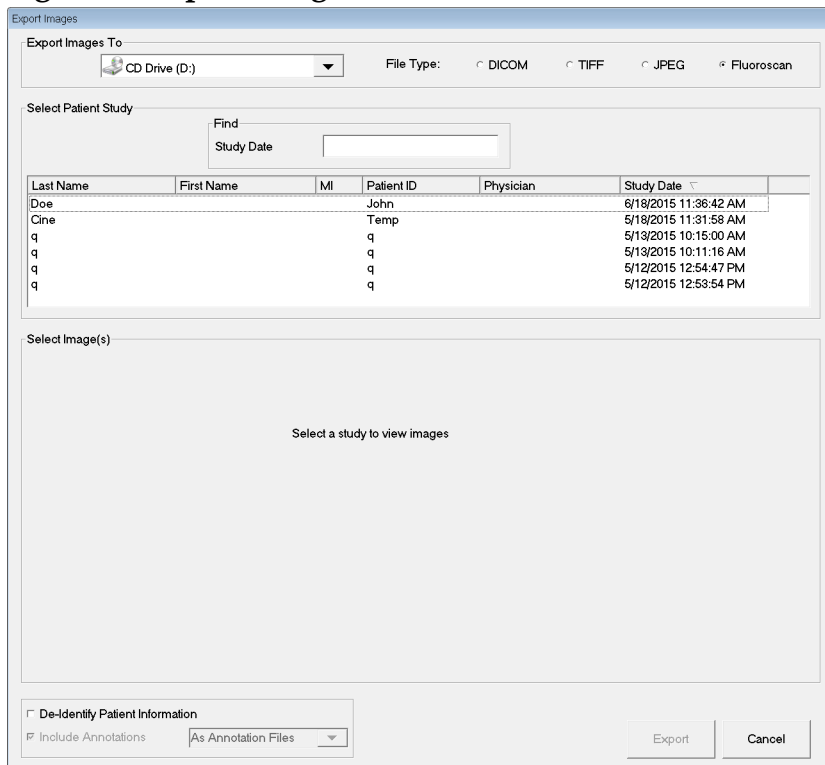 Export Images
Export Images To
CD Drive (D:)
File Type: DICOM TIFF JPEG Fluoroscan
Select Patient Study
Find
Study Date
Last Name First Name MI Patient ID Physician Study Date
Doe John 6/18/2015 11:36:42 AM
Cine Temp 5/18/2015 11:31:58 AM
q q 5/13/2015 10:15:00 AM
q q 5/13/2015 10:11:16 AM
q q 5/12/2015 12:54:47 PM
q q 5/12/2015 12:53:54 PM
Select Image(s)
Select a study to view images
De-Identify Patient Information
Include Annotations As Annotation Files
Export Cancel